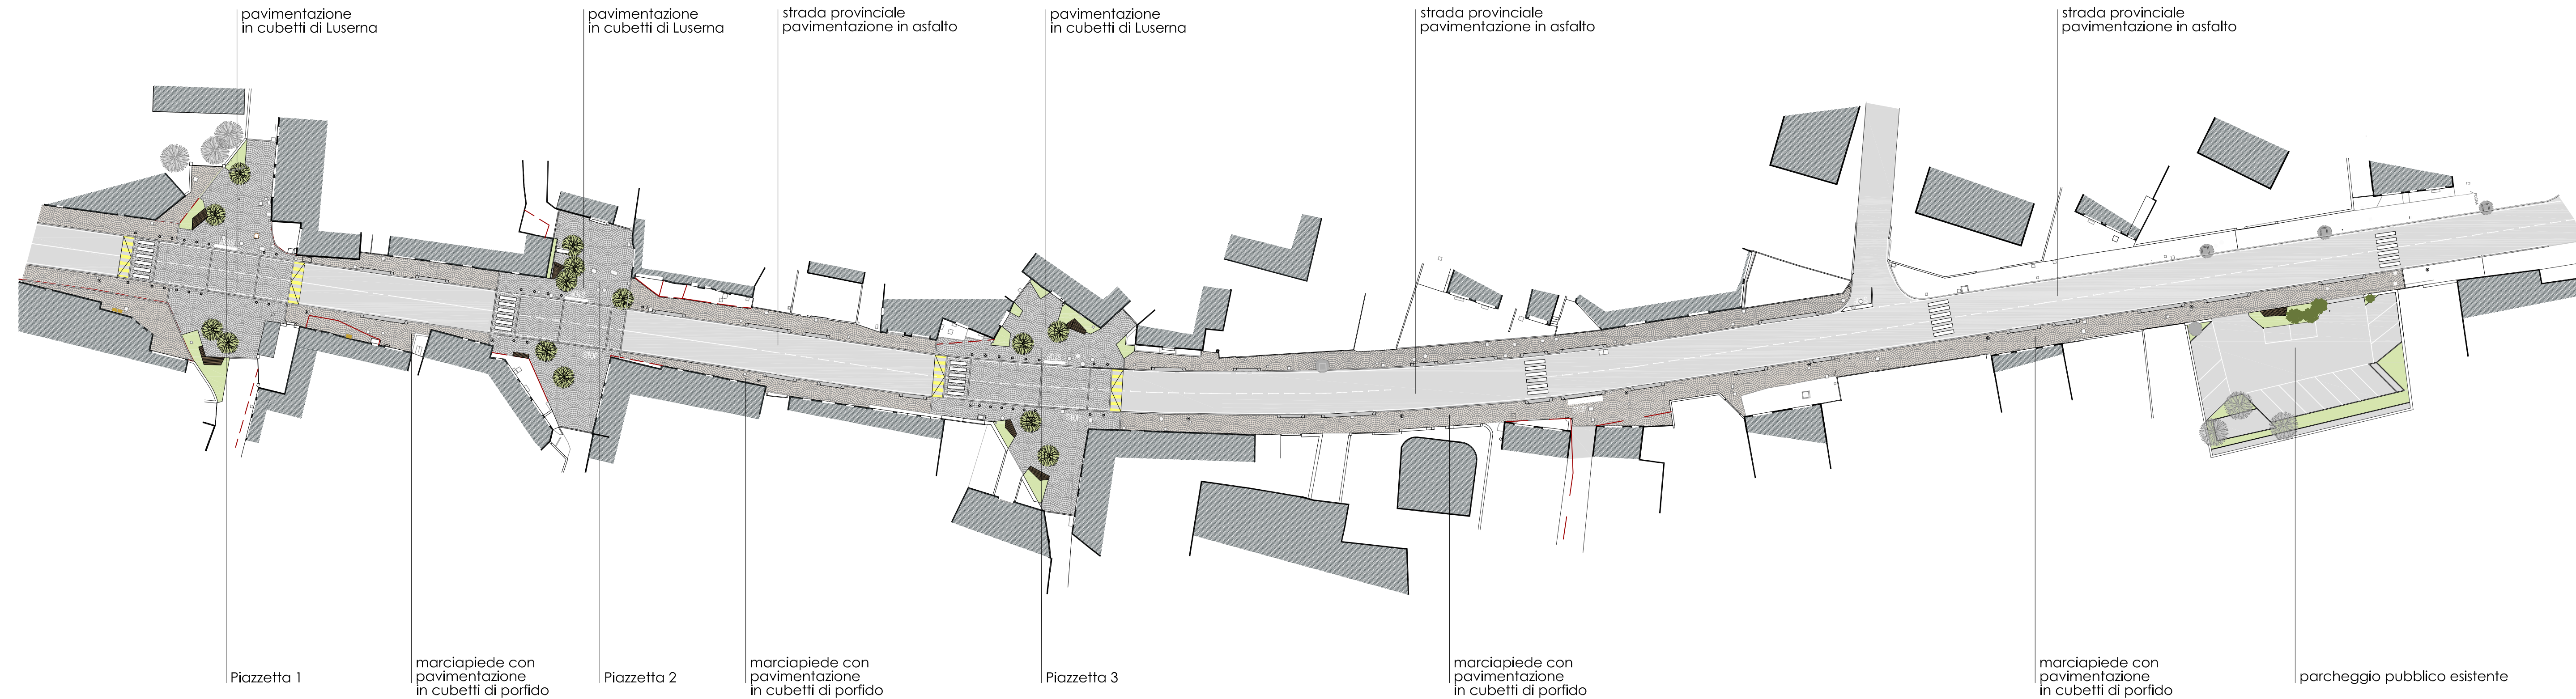 pavimentazione
in cubetti di Luserna
pavimentazione
in cubetti di Luserna
strada provinciale
pavimentazione in asfalto
pavimentazione
in cubetti di Luserna
strada provinciale
pavimentazione in asfalto
strada provinciale
pavimentazione in asfalto
STOP
Piazzetta 1
marciapiede con
pavimentazione
in cubetti di porfido
Piazzetta 2
marciapiede con
pavimentazione
in cubetti di porfido
Piazzetta 3
marciapiede con
pavimentazione
in cubetti di porfido
marciapiede con
pavimentazione
in cubetti di porfido
parcheggio pubblico esistente